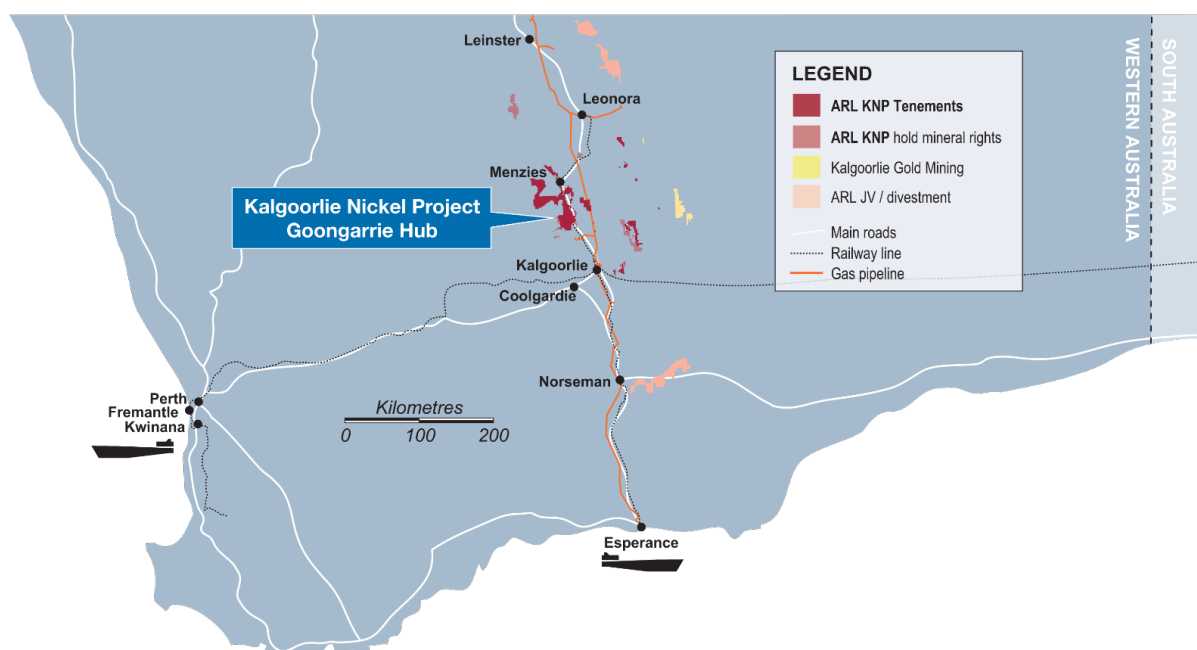 Leinster
Leonora
Menzies
Kalgoorlie Nickel Project
Goongarrie Hub
Kalgoorlie
Coolgardie
Norseman
Perth
Fremantle
Kwinana
Kilometres
0 100 200
Esperance
LEGEND
ARL KNP Tenements
ARL KNP hold mineral rights
Kalgoorlie Gold Mining
ARL JV / divestment
Main roads
Railway line
Gas pipeline
WESTERN AUSTRALIA
SOUTH AUSTRALIA